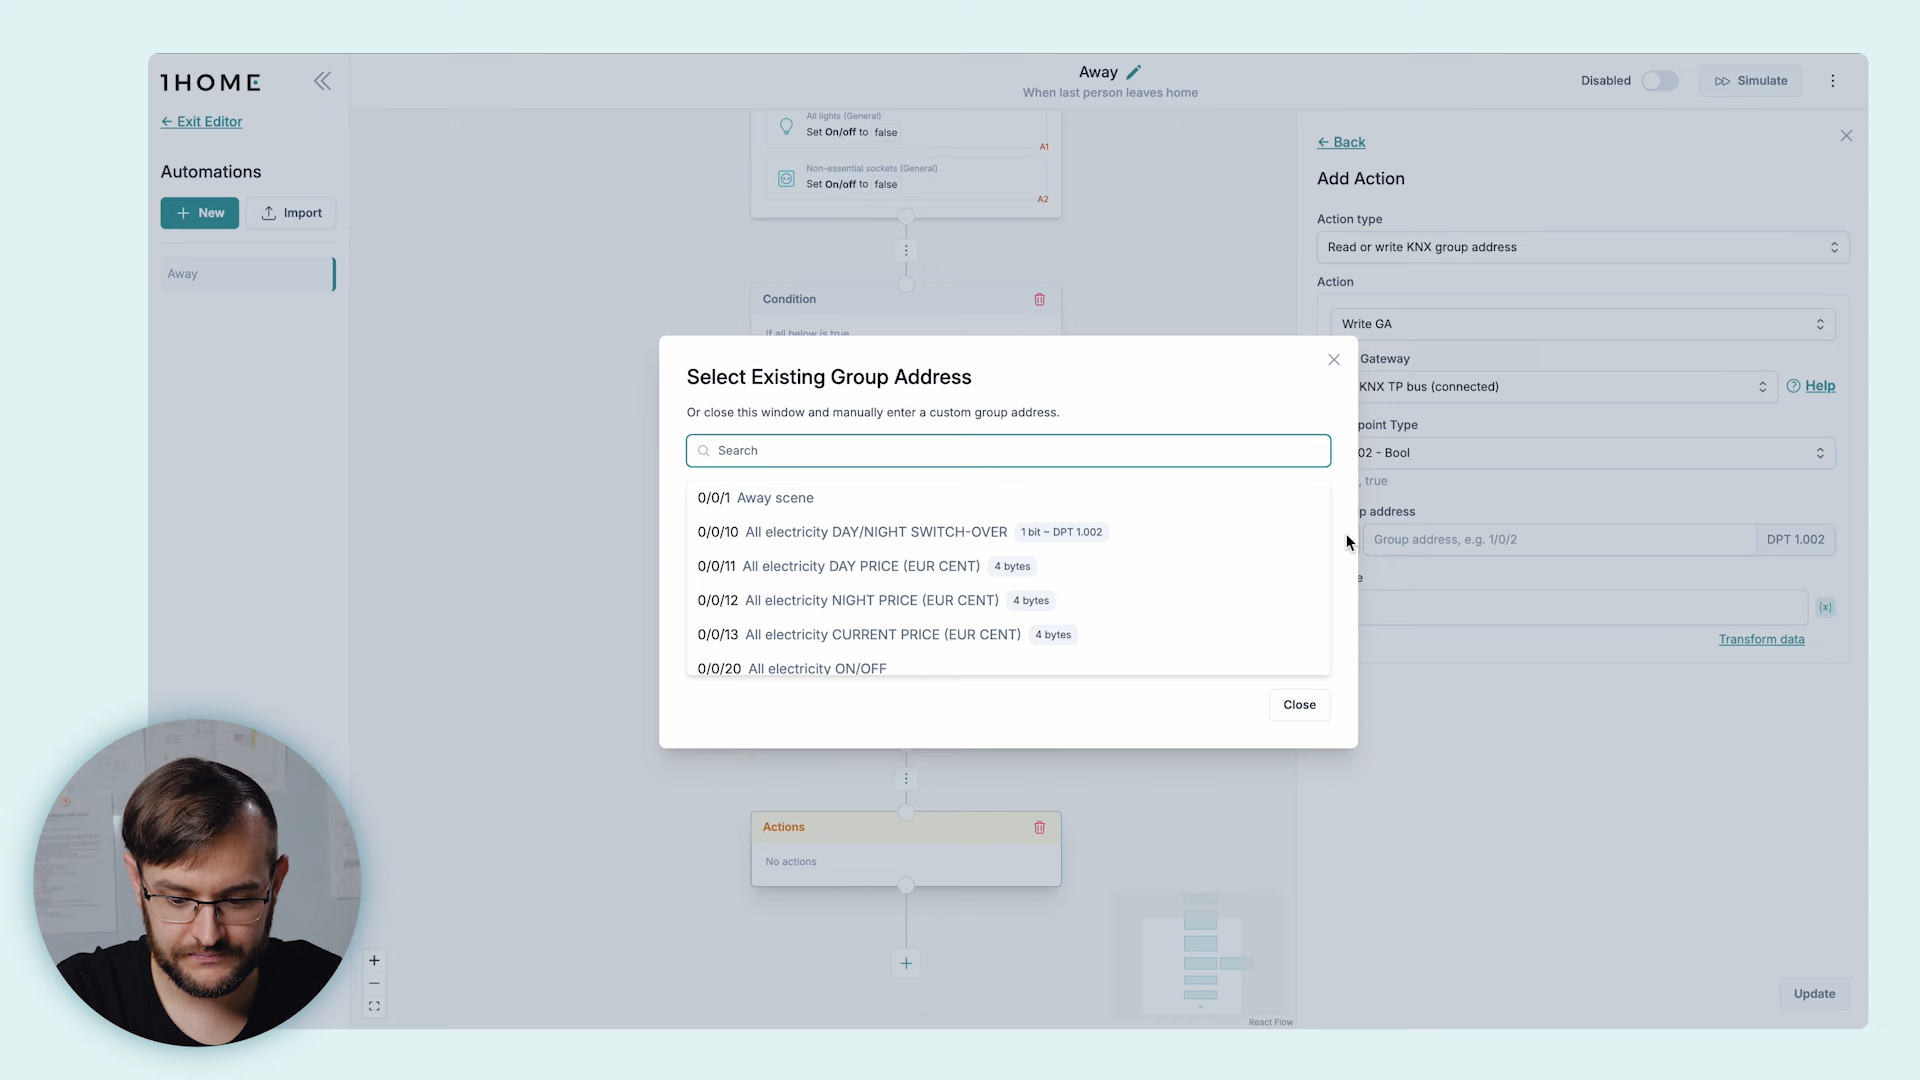 1HOME
← Exit Editor
Automations
New
Import
Away
Away
When last person leaves home
Disabled
Simulate
All lights (General)
Set On/off to false
A1
Non-essential sockets (General)
Set On/off to false
A2
Condition
If all below is true
Select Existing Group Address
Or close this window and manually enter a custom group address.
Search
0/0/1 Away scene
0/0/10 All electricity DAY/NIGHT SWITCH-OVER 1 bit ~ DPT 1.002
0/0/11 All electricity DAY PRICE (EUR CENT) 4 bytes
0/0/12 All electricity NIGHT PRICE (EUR CENT) 4 bytes
0/0/13 All electricity CURRENT PRICE (EUR CENT) 4 bytes
0/0/20 All electricity ON/OFF
Close
Actions
No actions
← Back
Add Action
Action type
Read or write KNX group address
Action
Write GA
Gateway
KNX TP bus (connected)
Help
point Type
02 - Bool
, true
p address
Group address, e.g. 1/0/2
DPT 1.002
e
{x}
Transform data
Update
React Flow